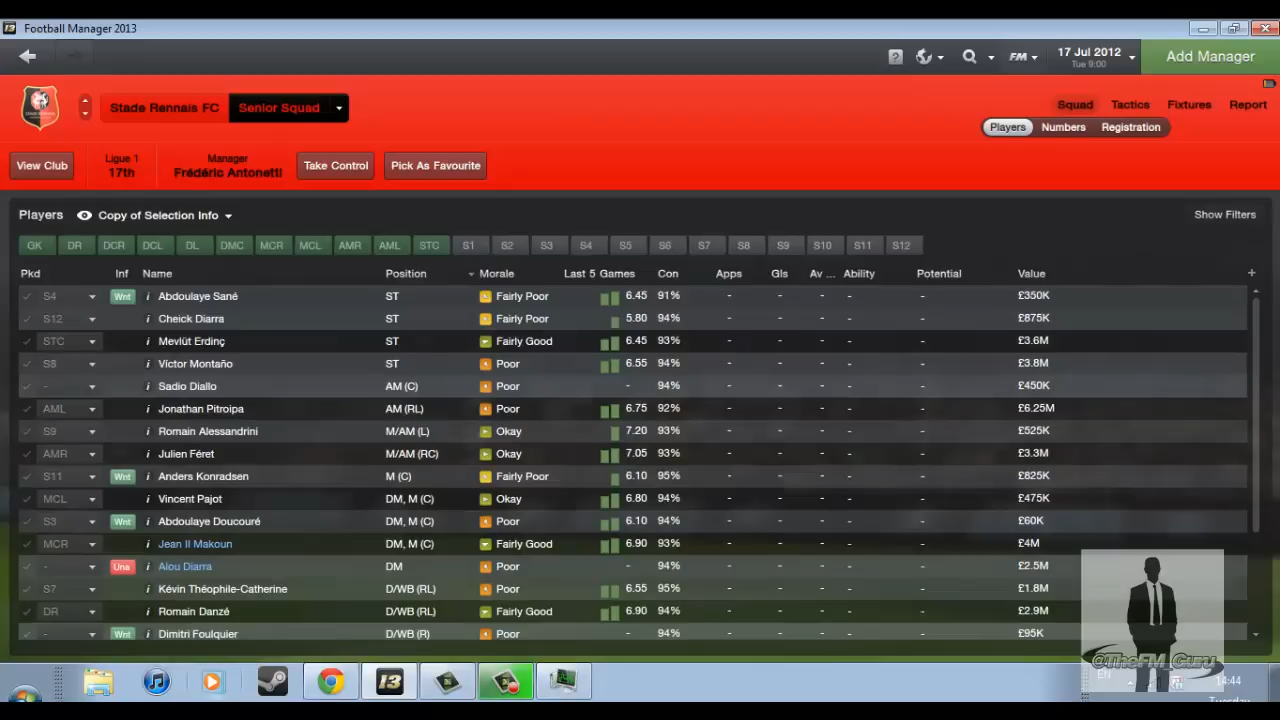 Football Manager 2013
17 Jul 2012
Tue 9:00
FM
Add Manager
Stade Rennais FC Senior Squad
Squad Tactics Fixtures Report
Players Numbers Registration
View Club
Ligue 1
17th
Manager
Frédéric Antonetti
Take Control
Pick As Favourite
Players Copy of Selection Info Show Filters
GK DR DCR DCL DL DMC MCR MCL AMR AML STC S1 S2 S3 S4 S5 S6 S7 S8 S9 S10 S11 S12
Pkd Inf Name Position Morale Last 5 Games Con Apps Gls Av ... Ability Potential Value +
S4 Wnt i Abdoulaye Sané ST Fairly Poor 6.45 91% - - - - - £350K
S12 i Cheick Diarra ST Fairly Poor 5.80 94% - - - - - £875K
STC i Mevlüt Erdinç ST Fairly Good 6.45 93% - - - - - £3.6M
S8 i Víctor Montaño ST Poor 6.55 94% - - - - - £3.8M
- i Sadio Diallo AM (C) Poor - 94% - - - - - £450K
AML i Jonathan Pitroipa AM (RL) Poor 6.75 92% - - - - - £6.25M
S9 i Romain Alessandrini M/AM (L) Okay 7.20 93% - - - - - £525K
AMR i Julien Féret M/AM (RC) Okay 7.05 93% - - - - - £3.3M
S11 Wnt i Anders Konradsen M (C) Fairly Poor 6.10 95% - - - - - £825K
MCL i Vincent Pajot DM, M (C) Okay 6.80 94% - - - - - £475K
S3 Wnt i Abdoulaye Doucouré DM, M (C) Poor 6.10 94% - - - - - £60K
MCR i Jean II Makoun DM, M (C) Fairly Good 6.90 93% - - - - - £4M
- Una i Alou Diarra DM Poor - 94% - - - - - £2.5M
S7 i Kévin Théophile-Catherine D/WB (RL) Poor 6.55 95% - - - - - £1.8M
DR i Romain Danzé D/WB (RL) Fairly Good 6.90 94% - - - - - £2.9M
- Wnt i Dimitri Foulquier D/WB (R) Poor - 94% - - - - - £95K
@TheFM_Guru
13
EN
14:44
Tuesday